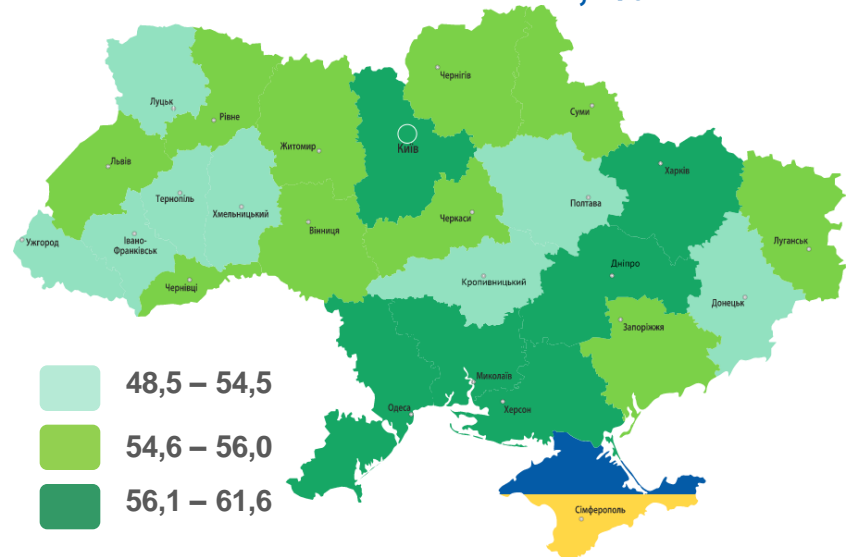 Чернігів
Луцьк
Рівне
Суми
Житомир
Київ
Львів
Харків
Тернопіль
Хмельницький
Полтава
Черкаси
Вінниця
Ужгород
Івано-
Франківськ
Луганськ
Чернівці
Кропивницький
Дніпро
Донецьк
Запоріжжя
Миколаїв
Одеса
Херсон
Сімферополь
48,5 – 54,5
54,6 – 56,0
56,1 – 61,6